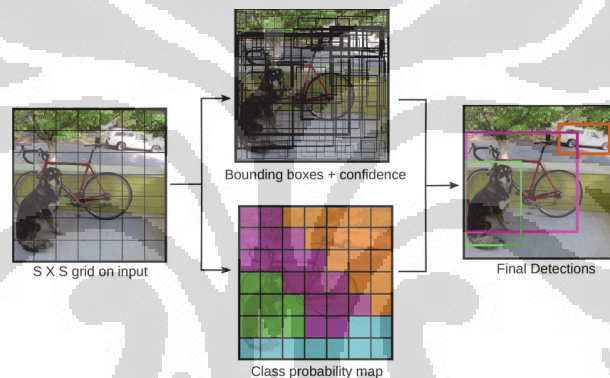 Bounding boxes + confidence
S X S grid on input
Final Detections
Class probability map